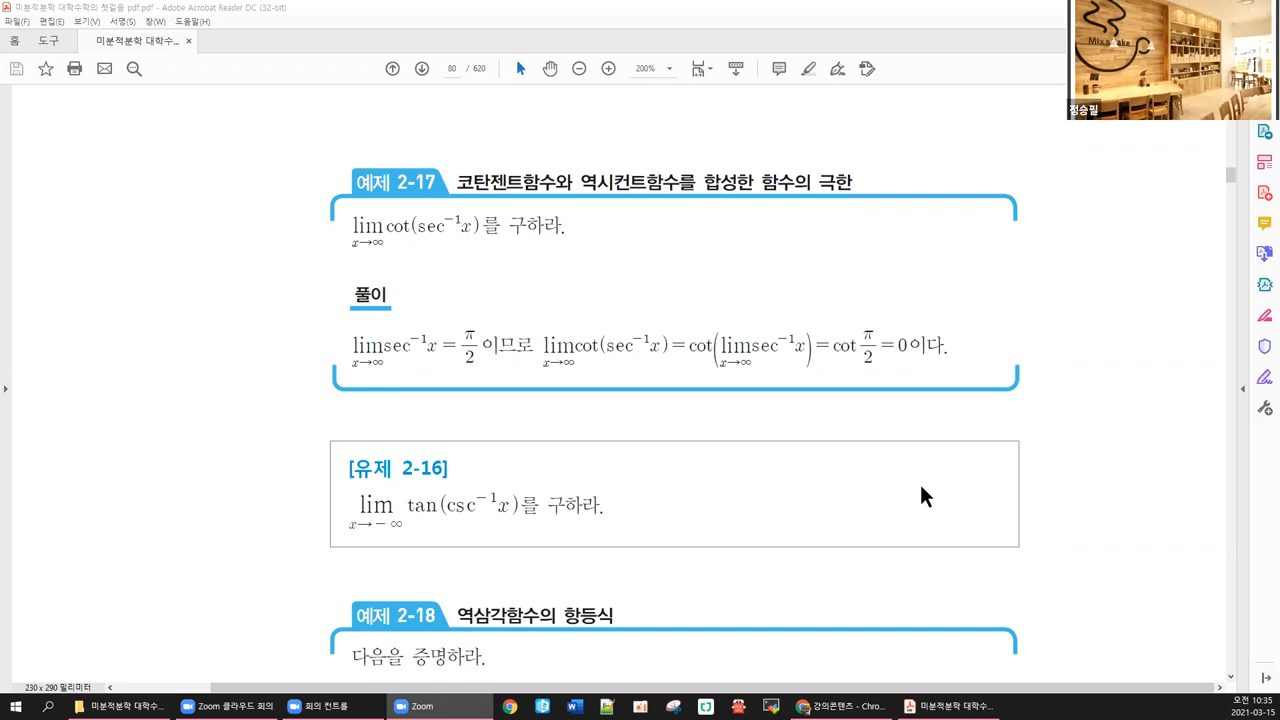 미분적분학 대학수학의 첫걸음 pdf.pdf - Adobe Acrobat Reader DC (32-bit)
파일(F) 편집(E) 보기(V) 서명(S) 창(W) 도움말(H)
홈 도구 미분적분학 대학수... ×
80 / 620 200%
정승필
예제 2-17 코탄젠트함수와 역시컨트함수를 합성한 함수의 극한
lim x→∞ cot(sec⁻¹x)를 구하라.
풀이
lim x→∞ sec⁻¹x = π/2 이므로 lim x→∞ cot(sec⁻¹x) = cot(lim x→∞ sec⁻¹x) = cot π/2 = 0이다.
[유제 2-16]
lim x→-∞ tan(csc⁻¹x)를 구하라.
예제 2-18 역삼각함수의 항등식
다음을 증명하라.
230 x 290 밀리미터
미분적분학 대학수... Zoom 클라우드 회의 회의 컨트롤 Zoom 강의콘텐츠 - Chro... 미분적분학 대학수...
오전 10:35
2021-03-15